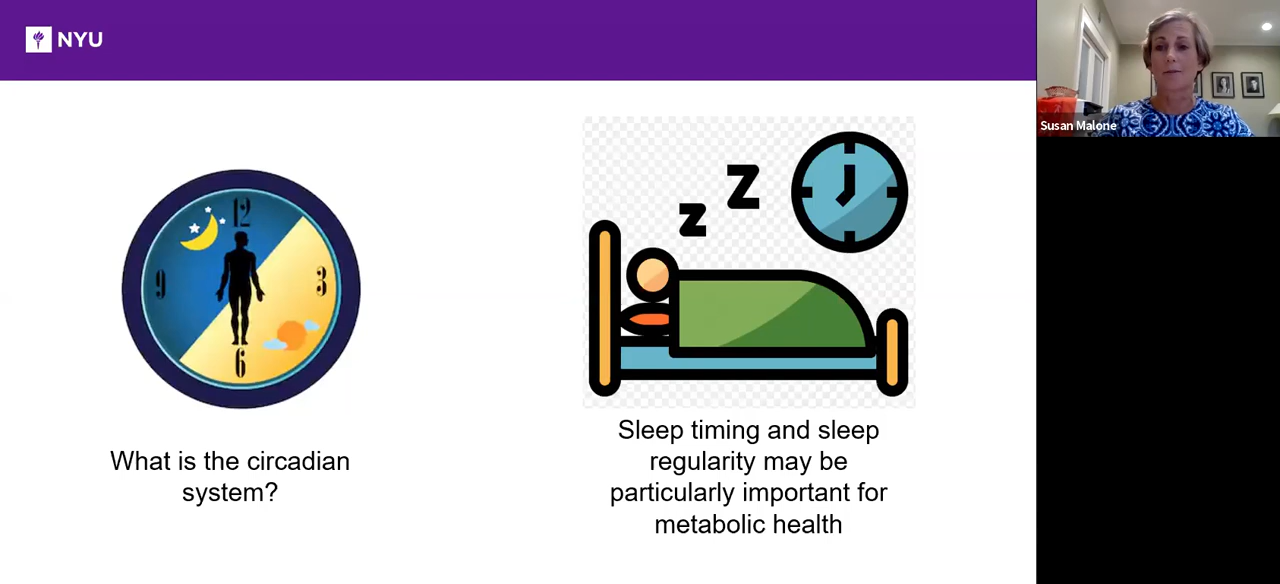 NYU
Susan Malone
12
9
3
6
z
Z
What is the circadian
system?
Sleep timing and sleep
regularity may be
particularly important for
metabolic health